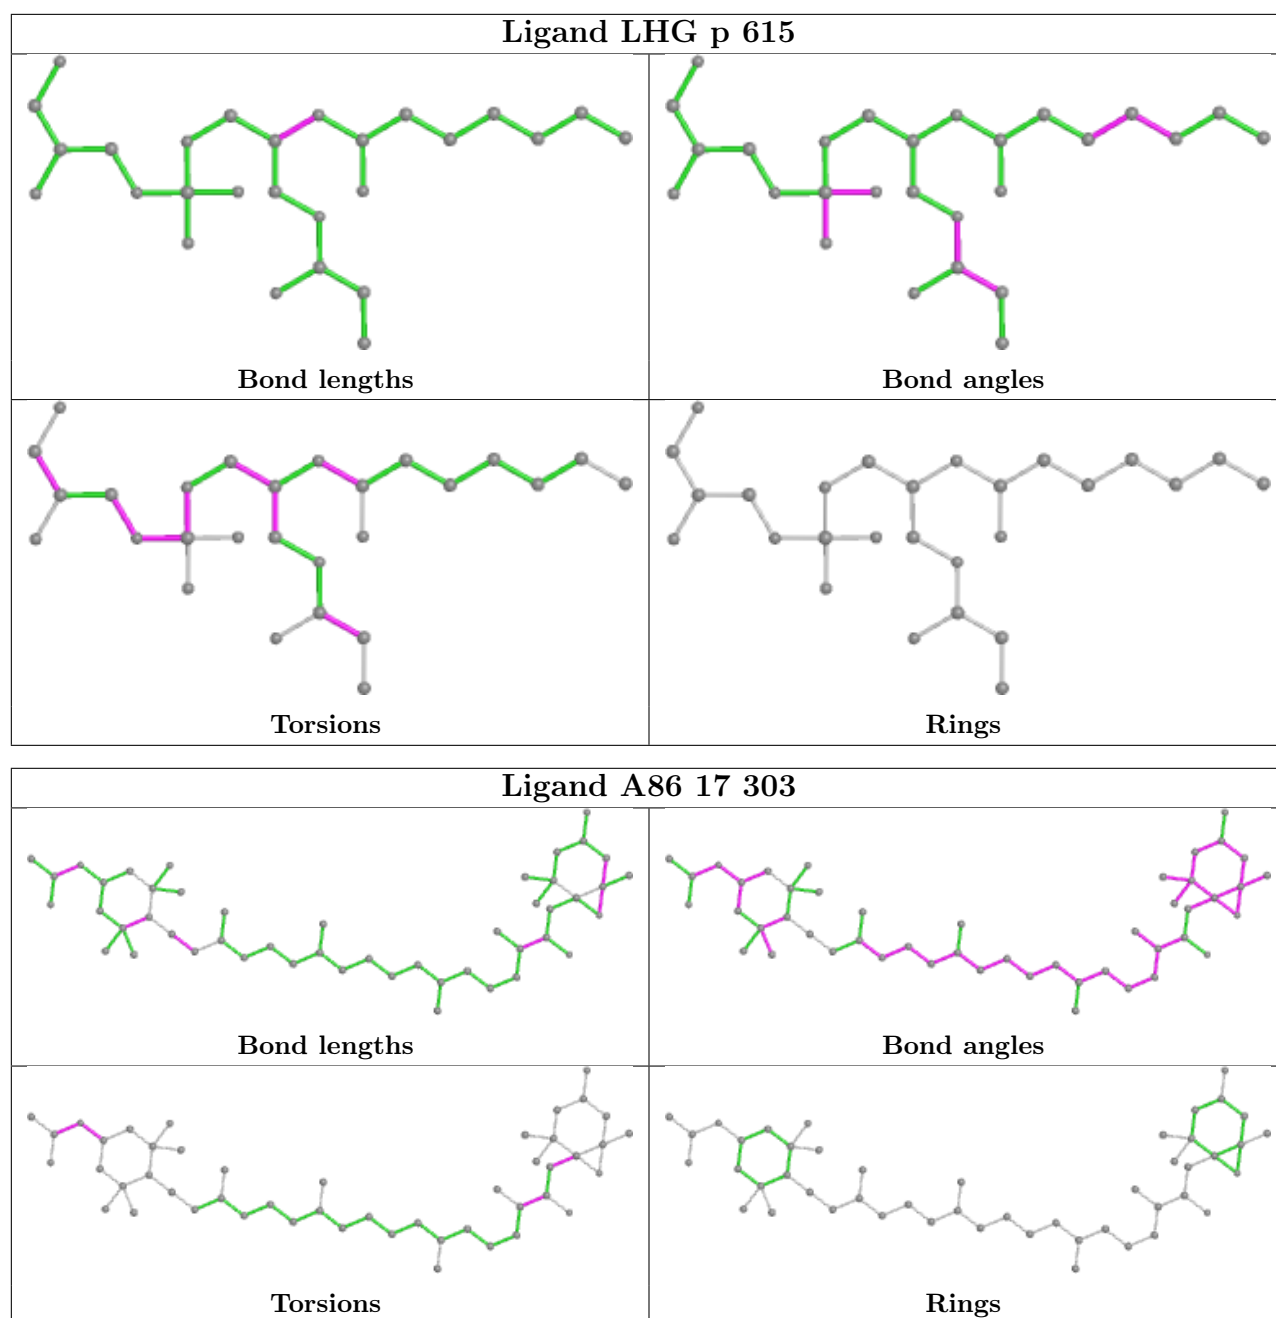 Ligand LHG p 615
Bond lengths
Bond angles
Torsions
Rings
Ligand A86 17 303
Bond lengths
Bond angles
Torsions
Rings